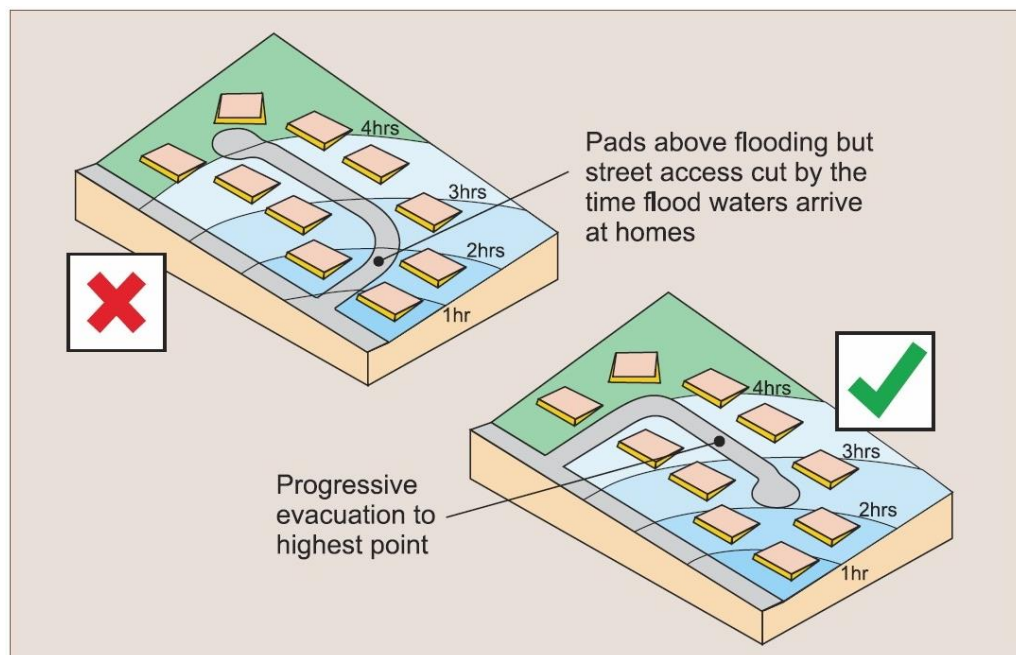 4hrs
3hrs
2hrs
1hr
Pads above flooding but
street access cut by the
time flood waters arrive
at homes
4hrs
3hrs
2hrs
1hr
Progressive
evacuation to
highest point